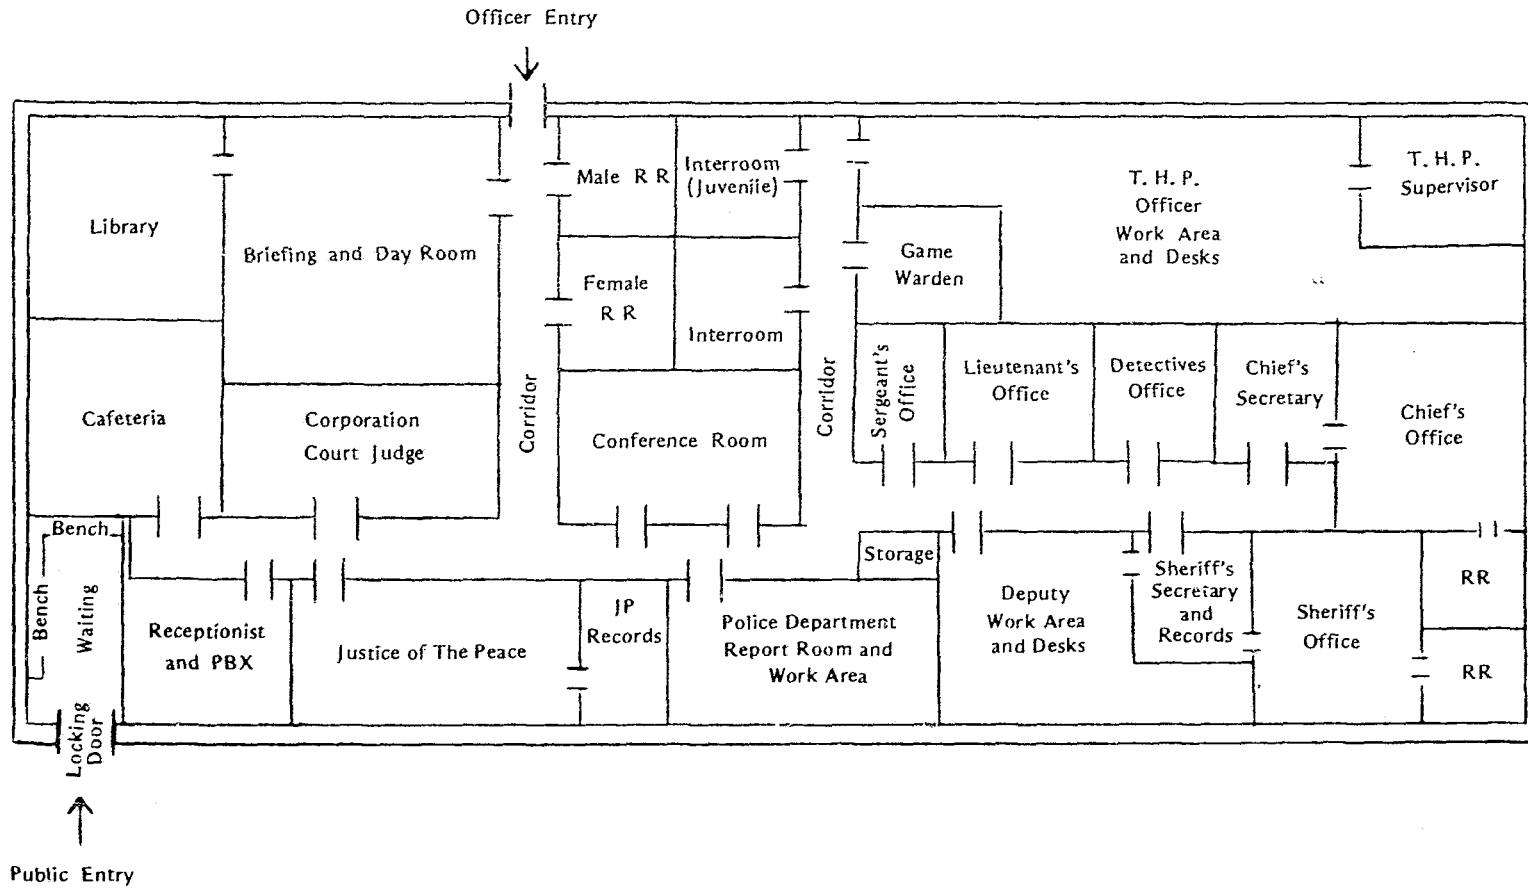 Officer Entry
Library
Briefing and Day Room
Male R R
Interroom
(Juvenile)
T. H. P.
Officer
Work Area
and Desks
T. H. P.
Supervisor
Female
R R
Interroom
Game
Warden
Cafeteria
Corporation
Court Judge
Corridor
Conference Room
Corridor
Sergeant's
Office
Lieutenant's
Office
Detectives
Office
Chief's
Secretary
Chief's
Office
Bench
Bench
Waiting
Receptionist
and PBX
Justice of The Peace
JP
Records
Police Department
Report Room and
Work Area
Storage
Deputy
Work Area
and Desks
Sheriff's
Secretary
and
Records
Sheriff's
Office
RR
RR
Locking
Door
Public Entry